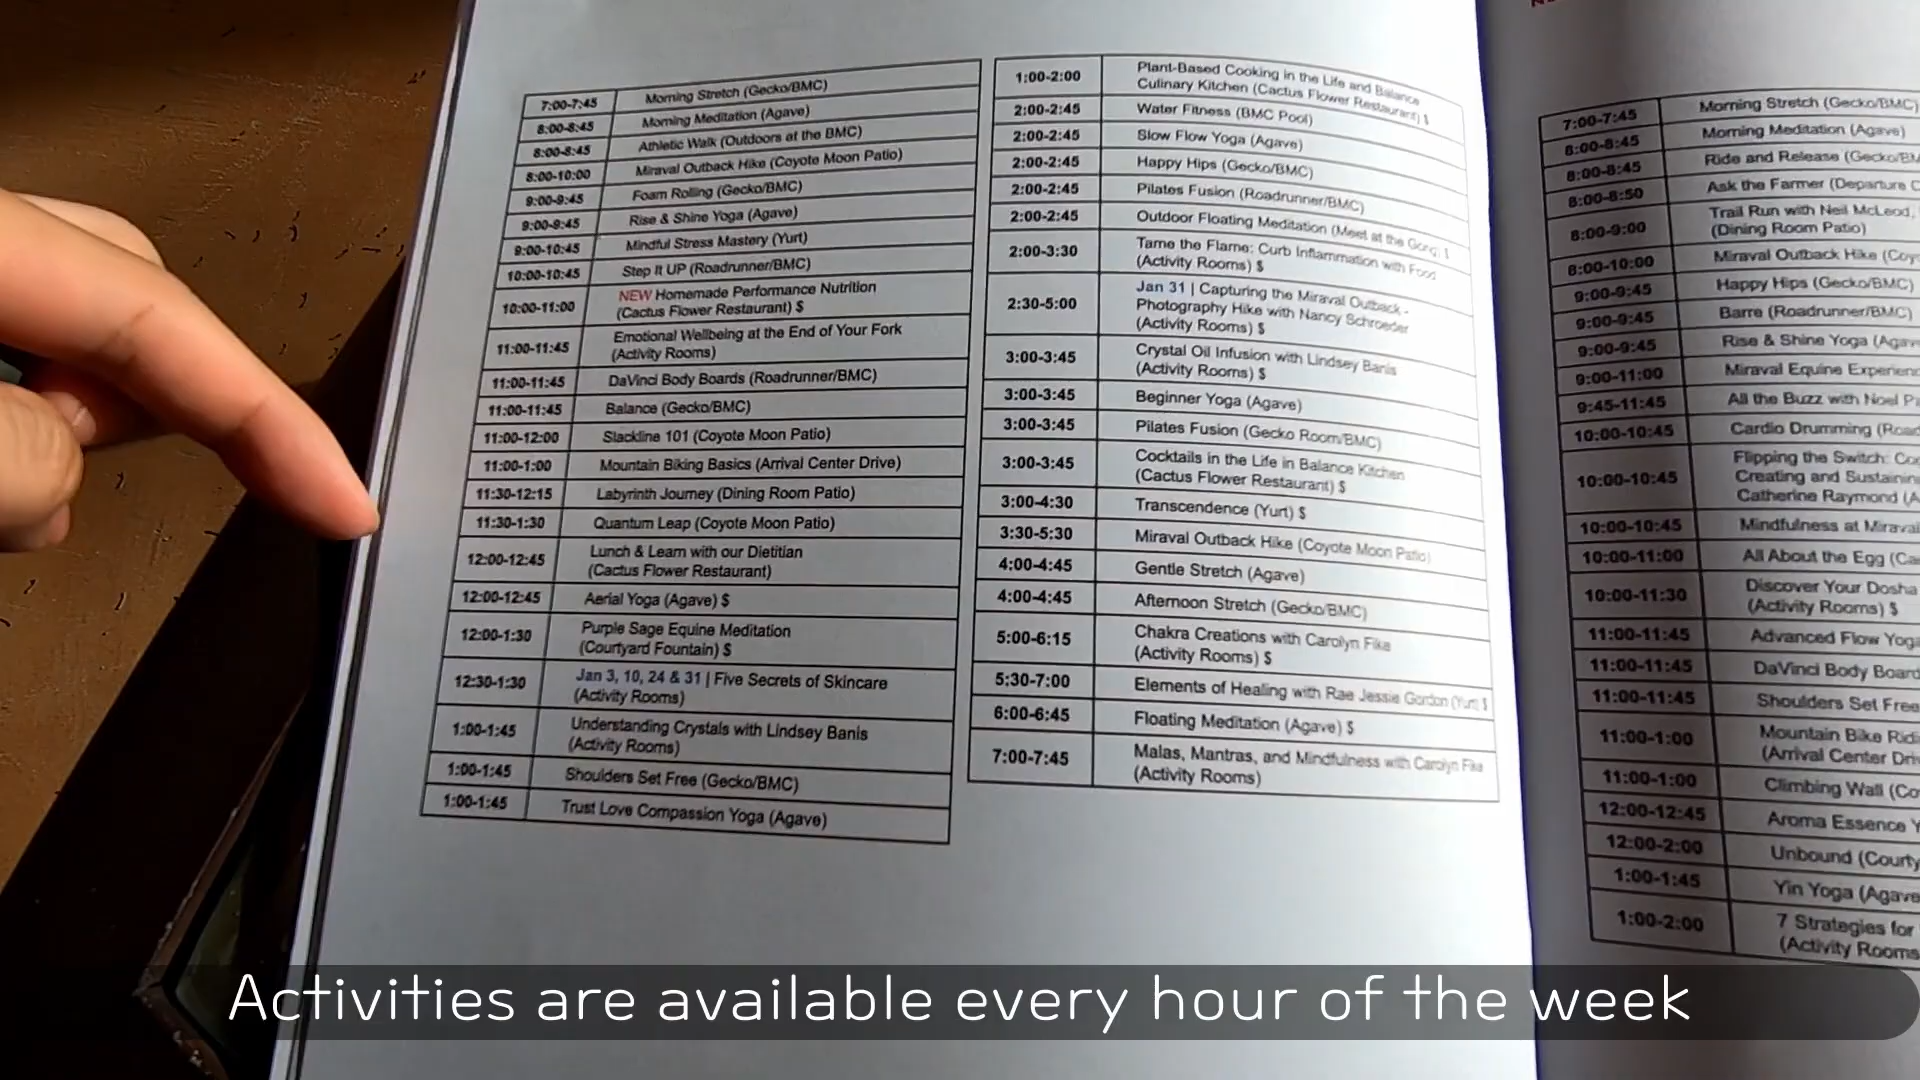 7:00-7:45 Morning Stretch (Gecko/BMC)
8:00-8:45 Morning Meditation (Agave)
8:00-8:45 Athletic Walk (Outdoors at the BMC)
8:00-10:00 Miraval Outback Hike (Coyote Moon Patio)
9:00-9:45 Foam Rolling (Gecko/BMC)
9:00-9:45 Rise & Shine Yoga (Agave)
9:00-10:45 Mindful Stress Mastery (Yurt)
10:00-10:45 Step It UP (Roadrunner/BMC)
10:00-11:00 NEW Homemade Performance Nutrition
(Cactus Flower Restaurant) $
11:00-11:45 Emotional Wellbeing at the End of Your Fork
(Activity Rooms)
11:00-11:45 DaVinci Body Boards (Roadrunner/BMC)
11:00-11:45 Balance (Gecko/BMC)
11:00-12:00 Slackline 101 (Coyote Moon Patio)
11:00-1:00 Mountain Biking Basics (Arrival Center Drive)
11:30-12:15 Labyrinth Journey (Dining Room Patio)
11:30-1:30 Quantum Leap (Coyote Moon Patio)
12:00-12:45 Lunch & Learn with our Dietitian
(Cactus Flower Restaurant)
12:00-12:45 Aerial Yoga (Agave) $
12:00-1:30 Purple Sage Equine Meditation
(Courtyard Fountain) $
12:30-1:30 Jan 3, 10, 24 & 31 | Five Secrets of Skincare
(Activity Rooms)
1:00-1:45 Understanding Crystals with Lindsey Banis
(Activity Rooms)
1:00-1:45 Shoulders Set Free (Gecko/BMC)
1:00-1:45 Trust Love Compassion Yoga (Agave)
1:00-2:00 Plant-Based Cooking in the Life and Balance
Culinary Kitchen (Cactus Flower Restaurant) $
2:00-2:45 Water Fitness (BMC Pool)
2:00-2:45 Slow Flow Yoga (Agave)
2:00-2:45 Happy Hips (Gecko/BMC)
2:00-2:45 Pilates Fusion (Roadrunner/BMC)
2:00-2:45 Outdoor Floating Meditation (Meet at the Gong) $
2:00-3:30 Tame the Flame: Curb Inflammation with Food
(Activity Rooms) $
2:30-5:00 Jan 31 | Capturing the Miraval Outback -
Photography Hike with Nancy Schroeder
(Activity Rooms) $
3:00-3:45 Crystal Oil Infusion with Lindsey Banis
(Activity Rooms) $
3:00-3:45 Beginner Yoga (Agave)
3:00-3:45 Pilates Fusion (Gecko Room/BMC)
3:00-3:45 Cocktails in the Life in Balance Kitchen
(Cactus Flower Restaurant) $
3:00-4:30 Transcendence (Yurt) $
3:30-5:30 Miraval Outback Hike (Coyote Moon Patio)
4:00-4:45 Gentle Stretch (Agave)
4:00-4:45 Afternoon Stretch (Gecko/BMC)
5:00-6:15 Chakra Creations with Carolyn Fika
(Activity Rooms) $
5:30-7:00 Elements of Healing with Rae Jessie Gordon (Yurt) $
6:00-6:45 Floating Meditation (Agave) $
7:00-7:45 Malas, Mantras, and Mindfulness with Carolyn Fika
(Activity Rooms)
7:00-7:45 Morning Stretch (Gecko/BMC)
8:00-8:45 Morning Meditation (Agave)
8:00-8:45 Ride and Release (Gecko/BM
8:00-8:50 Ask the Farmer (Departure C
8:00-9:00 Trail Run with Neil McLeod,
(Dining Room Patio)
8:00-10:00 Miraval Outback Hike (Coy
9:00-9:45 Happy Hips (Gecko/BMC)
9:00-9:45 Barre (Roadrunner/BMC)
9:00-9:45 Rise & Shine Yoga (Agav
9:00-11:00 Miraval Equine Experienc
9:45-11:45 All the Buzz with Noel Pa
10:00-10:45 Cardio Drumming (Road
10:00-10:45 Flipping the Switch: Co
Creating and Sustainin
Catherine Raymond (A
10:00-10:45 Mindfulness at Miraval
10:00-11:00 All About the Egg (Ca
10:00-11:30 Discover Your Dosha
(Activity Rooms) $
11:00-11:45 Advanced Flow Yoga
11:00-11:45 DaVinci Body Board
11:00-11:45 Shoulders Set Free
11:00-1:00 Mountain Bike Ridi
(Arrival Center Driv
11:00-1:00 Climbing Wall (Co
12:00-12:45 Aroma Essence Y
12:00-2:00 Unbound (Courty
1:00-1:45 Yin Yoga (Agave
1:00-2:00 7 Strategies for
(Activity Rooms
Activities are available every hour of the week